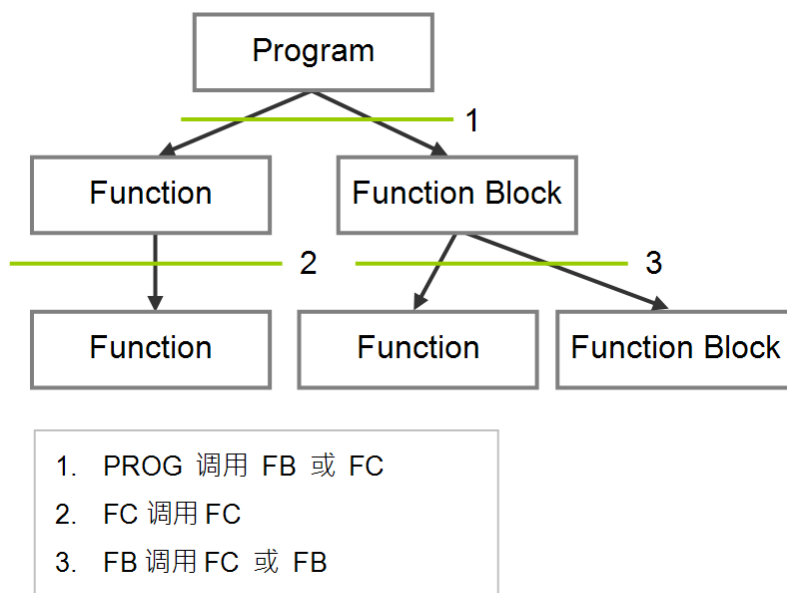 Program
1
Function Function Block
2 3
Function Function Function Block
1. PROG 调用 FB 或 FC
2. FC 调用 FC
3. FB 调用 FC 或 FB